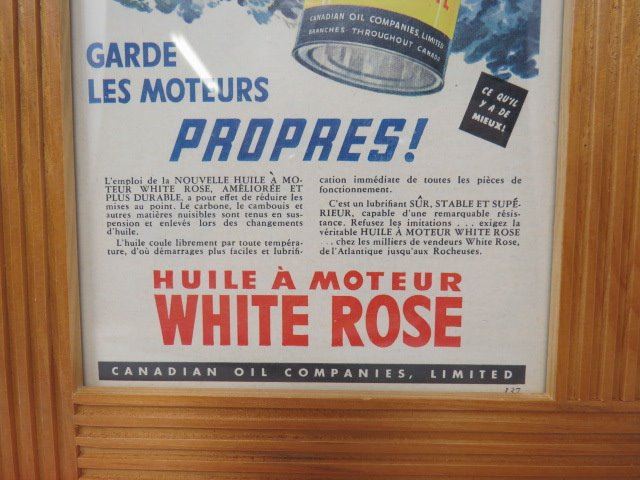 CANADIAN OIL COMPANIES, LIMITED
BRANCHES · THROUGHOUT CANADA
GARDE
LES MOTEURS
CE QU'IL
Y A DE
MIEUX!
PROPRES!
L'emploi de la NOUVELLE HUILE À MO-
TEUR WHITE ROSE, AMÉLIORÉE ET
PLUS DURABLE, a pour effet de réduire les
mises au point. Le carbone, le cambouis et
autres matières nuisibles sont tenus en sus-
pension et enlevés lors des changements
d'huile.
L'huile coule librement par toute tempéra-
ture, d'où démarrages plus faciles et lubrifi-
cation immédiate de toutes les pièces de
fonctionnement.
C'est un lubrifiant SÛR, STABLE ET SUPÉ-
RIEUR, capable d'une remarquable résis-
tance. Refusez les imitations . . . exigez la
véritable HUILE À MOTEUR WHITE ROSE
. . . chez les milliers de vendeurs White Rose,
de l'Atlantique jusqu'aux Rocheuses.
HUILE À MOTEUR
WHITE ROSE
CANADIAN OIL COMPANIES, LIMITED